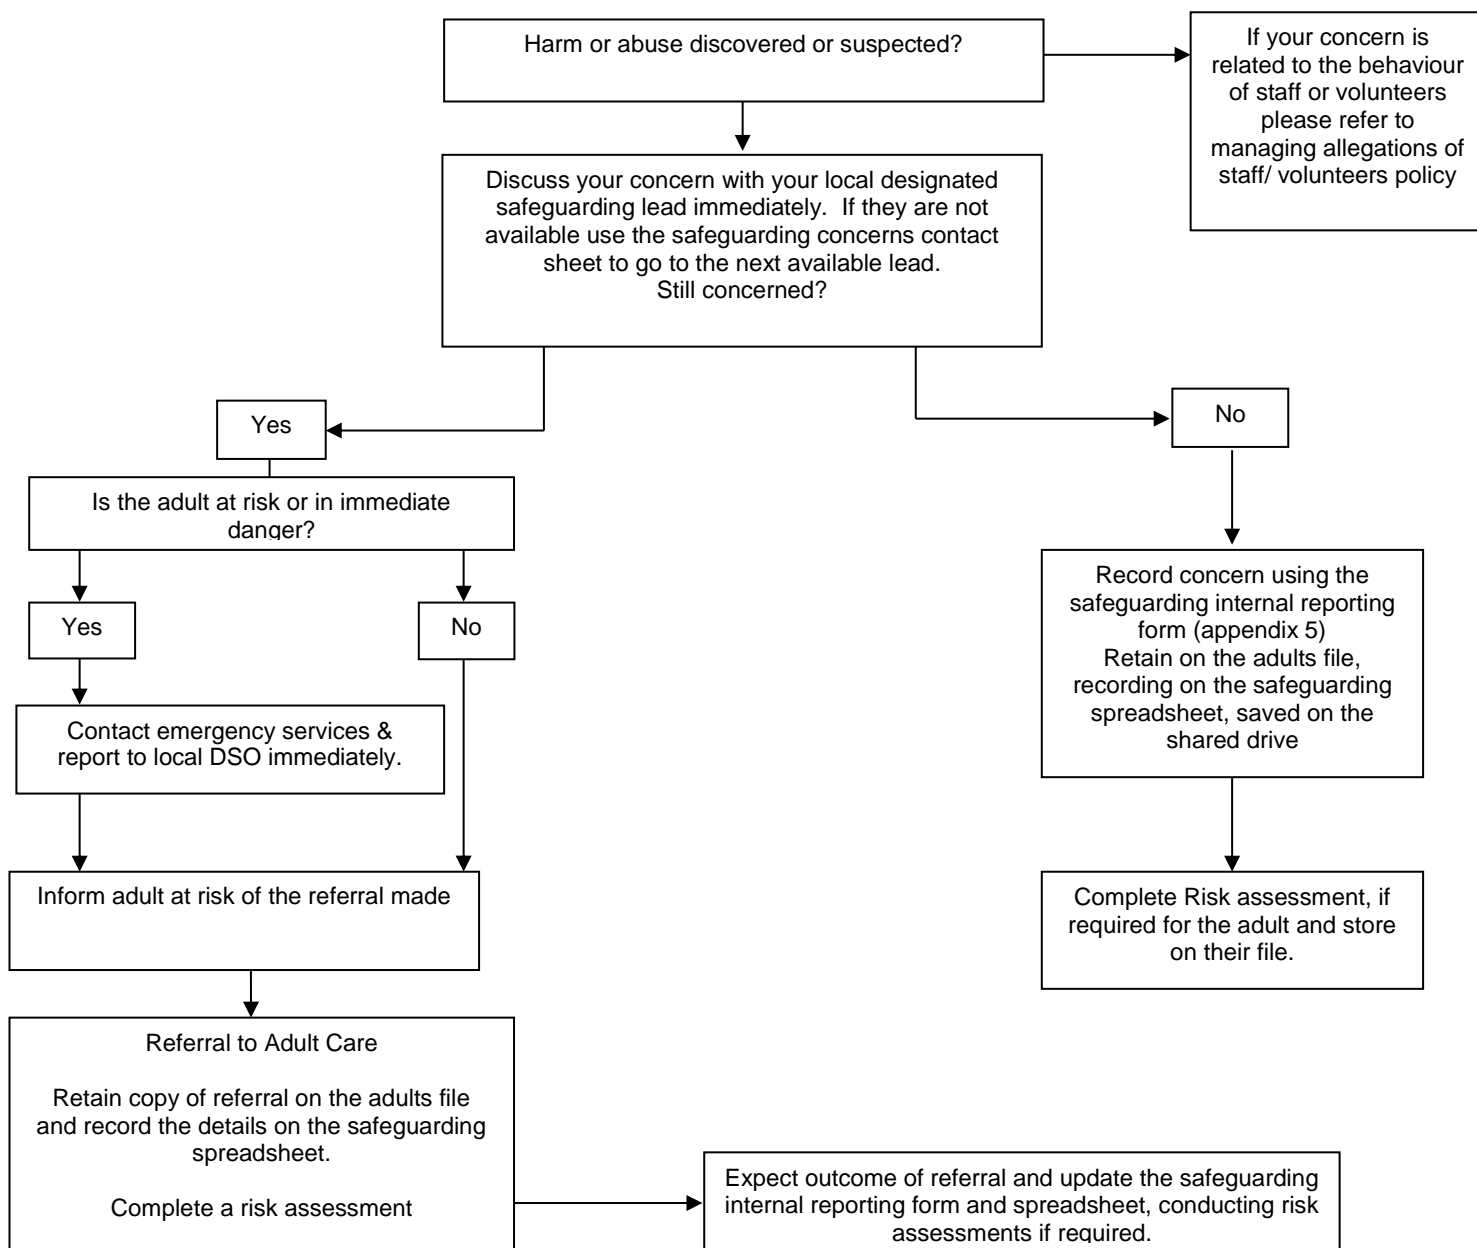 Harm or abuse discovered or suspected?
If your concern is
related to the behaviour
of staff or volunteers
please refer to
managing allegations of
staff/ volunteers policy
Discuss your concern with your local designated
safeguarding lead immediately.  If they are not
available use the safeguarding concerns contact
sheet to go to the next available lead.
Still concerned?
Yes
No
Is the adult at risk or in immediate
danger?
Yes
No
Contact emergency services &
report to local DSO immediately.
Inform adult at risk of the referral made
Referral to Adult Care
Retain copy of referral on the adults file
and record the details on the safeguarding
spreadsheet.
Complete a risk assessment
Expect outcome of referral and update the safeguarding
internal reporting form and spreadsheet, conducting risk
assessments if required.
Record concern using the
safeguarding internal reporting
form (appendix 5)
Retain on the adults file,
recording on the safeguarding
spreadsheet, saved on the
shared drive
Complete Risk assessment, if
required for the adult and store
on their file.